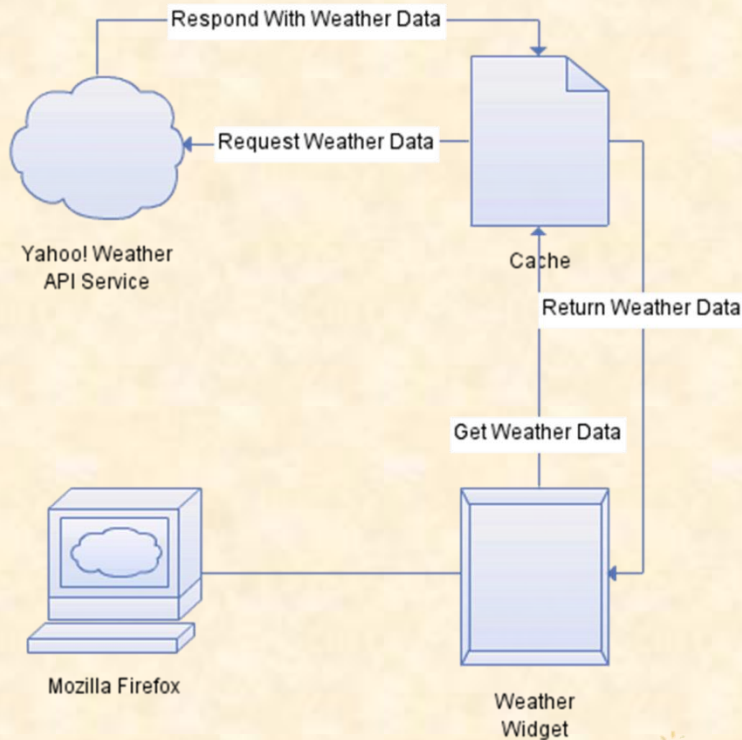 Respond With Weather Data
Request Weather Data
Yahoo! Weather
API Service
Cache
Return Weather Data
Get Weather Data
Mozilla Firefox
Weather
Widget